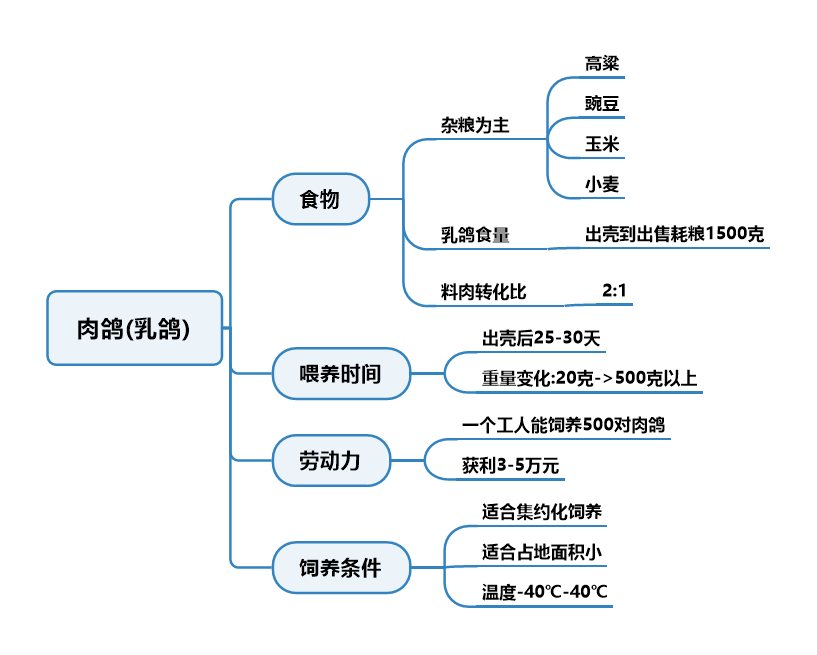 肉鸽(乳鸽)
食物
杂粮为主
高粱
豌豆
玉米
小麦
乳鸽食量
出壳到出售耗粮1500克
料肉转化比
2:1
喂养时间
出壳后25-30天
重量变化:20克->500克以上
劳动力
一个工人能饲养500对肉鸽
获利3-5万元
饲养条件
适合集约化饲养
适合占地面积小
温度-40℃-40℃